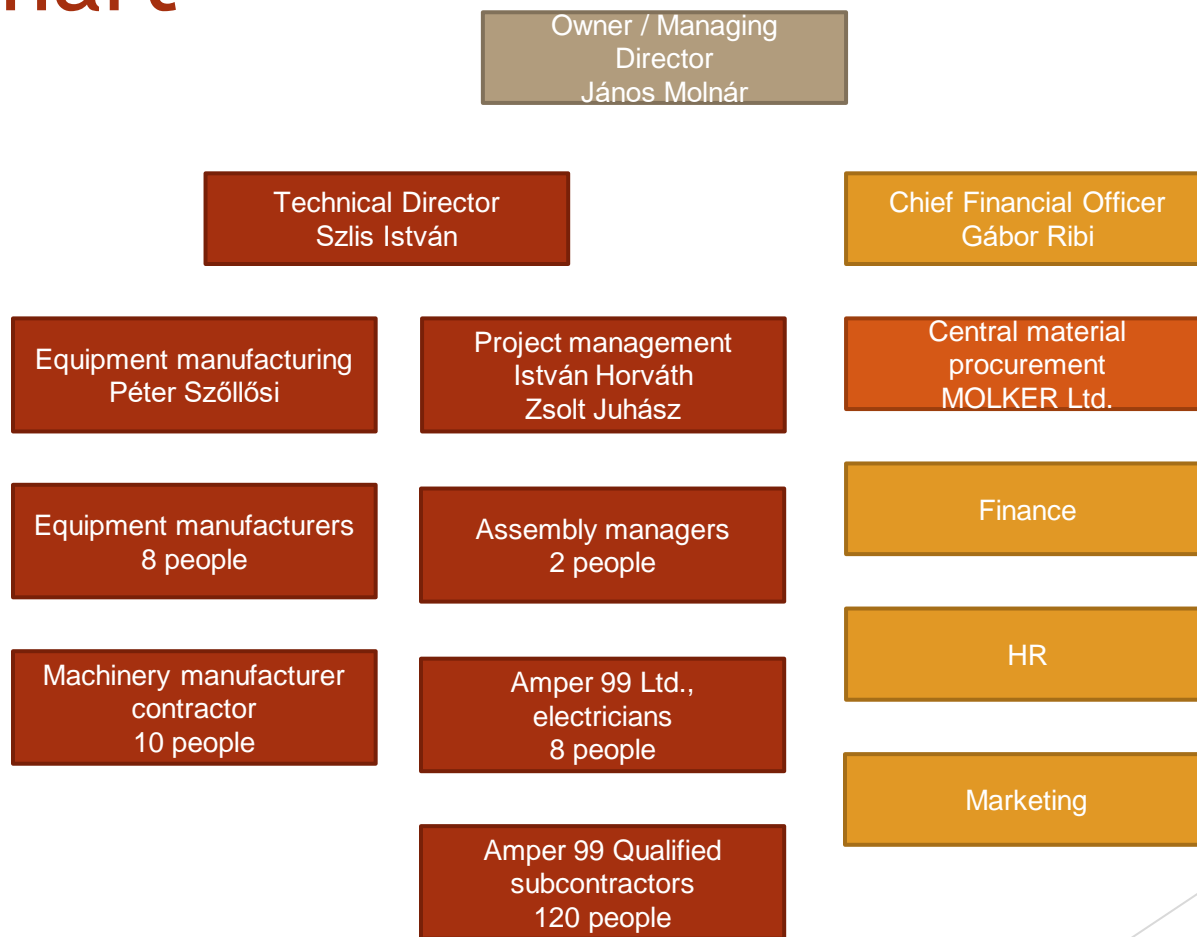 Owner / Managing
Director
János Molnár
Technical Director
Szlis István
Chief Financial Officer
Gábor Ribi
Equipment manufacturing
Péter Szőllősi
Project management
István Horváth
Zsolt Juhász
Central material
procurement
MOLKER Ltd.
Equipment manufacturers
8 people
Assembly managers
2 people
Finance
Machinery manufacturer
contractor
10 people
Amper 99 Ltd.,
electricians
8 people
HR
Marketing
Amper 99 Qualified
subcontractors
120 people